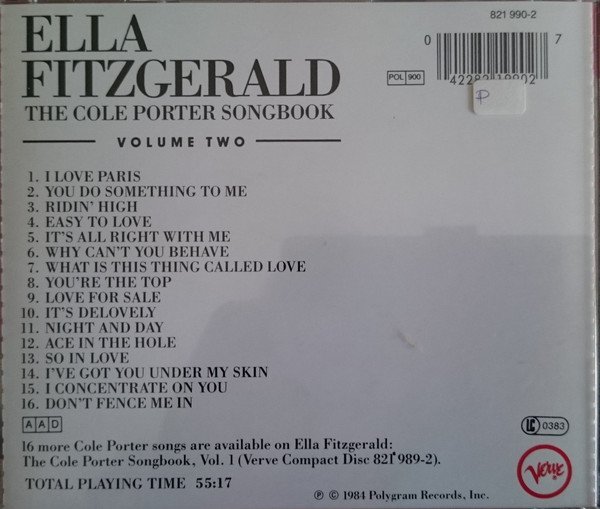 821 990-2
ELLA
FITZGERALD
THE COLE PORTER SONGBOOK
VOLUME TWO
0 7
POL 900
1. I LOVE PARIS
2. YOU DO SOMETHING TO ME
3. RIDIN' HIGH
4. EASY TO LOVE
5. IT'S ALL RIGHT WITH ME
6. WHY CAN'T YOU BEHAVE
7. WHAT IS THIS THING CALLED LOVE
8. YOU'RE THE TOP
9. LOVE FOR SALE
10. IT'S DELOVELY
11. NIGHT AND DAY
12. ACE IN THE HOLE
13. SO IN LOVE
14. I'VE GOT YOU UNDER MY SKIN
15. I CONCENTRATE ON YOU
16. DON'T FENCE ME IN
AAD
LC 0383
16 more Cole Porter songs are available on Ella Fitzgerald:
The Cole Porter Songbook, Vol. 1 (Verve Compact Disc 821 989-2).
Verve
TOTAL PLAYING TIME 55:17
℗ © 1984 Polygram Records, Inc.